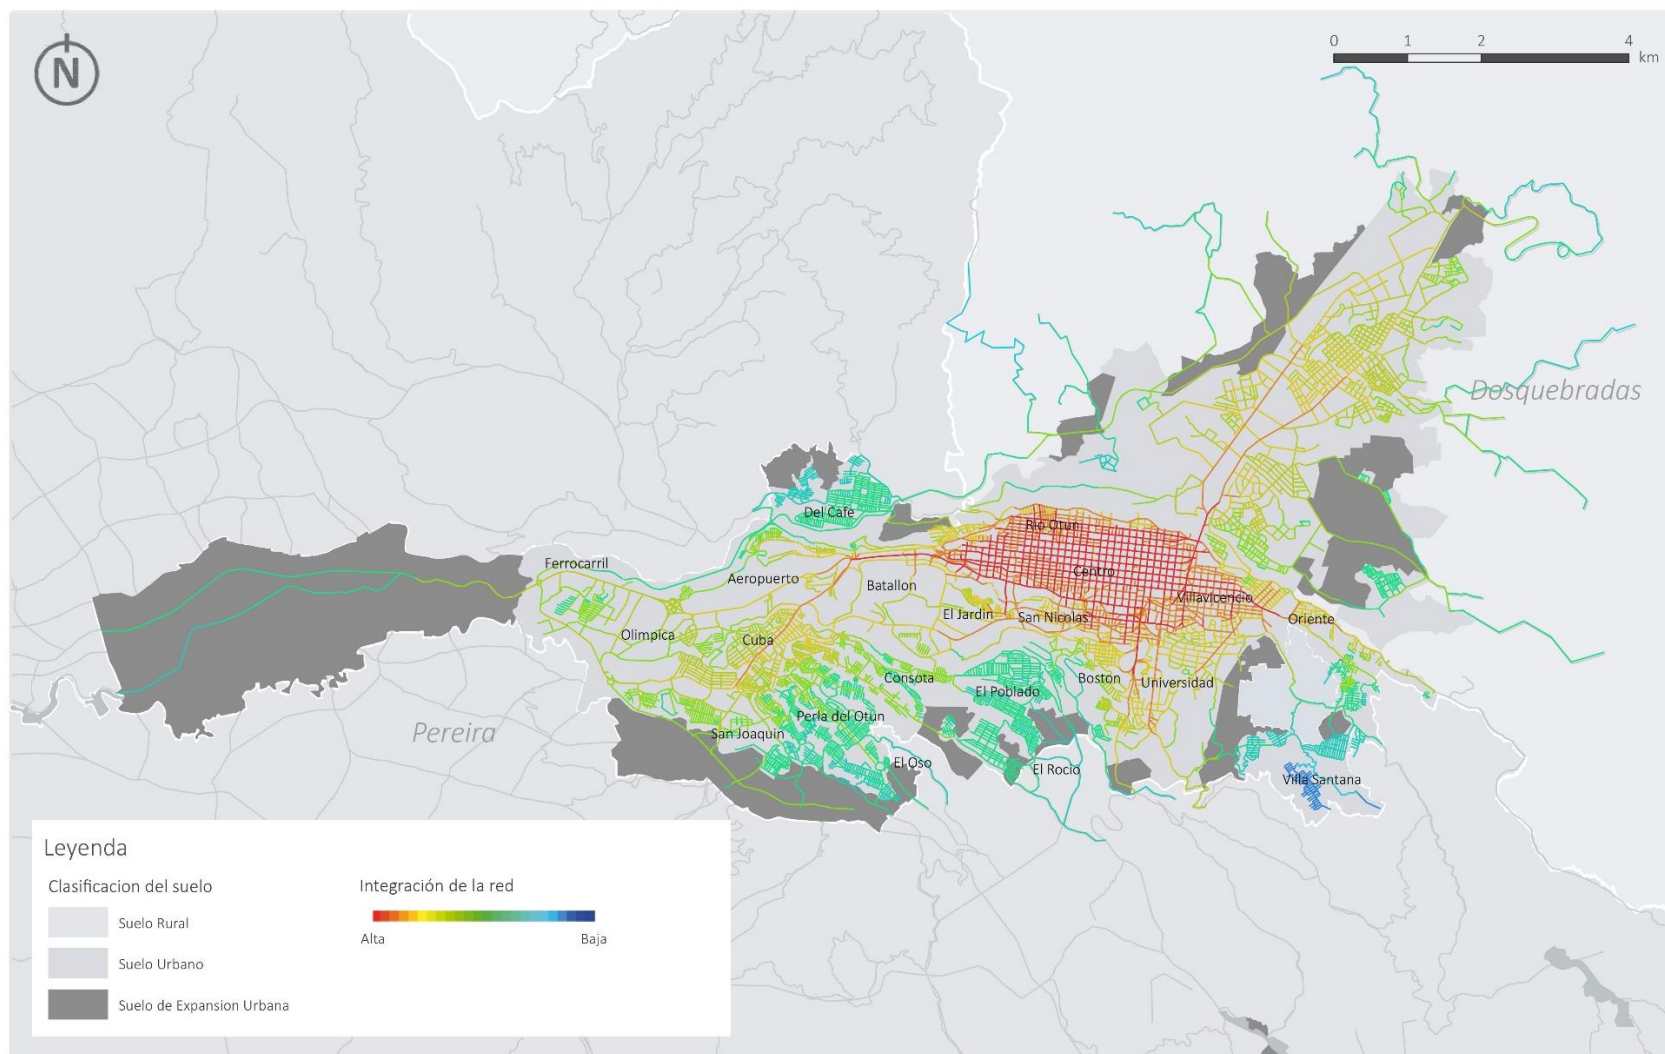 N
0 1 2 4
km
Dosquebradas
Del Cafe
Rio Otun
Ferrocarril
Aeropuerto
Batallon
Centro
Villavicencio
El Jardin
San Nicolas
Oriente
Olimpica
Cuba
Consota
El Poblado
Boston
Universidad
Perla del Otun
San Joaquin
Pereira
El Oso
El Rocio
Villa Santana
Leyenda
Clasificacion del suelo
Suelo Rural
Suelo Urbano
Suelo de Expansion Urbana
Integración de la red
Alta
Baja